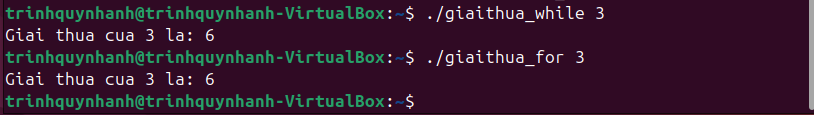 trinhquynhanh@trinhquynhanh-VirtualBox:~$ ./giaithua_while 3
Giai thua cua 3 la: 6
trinhquynhanh@trinhquynhanh-VirtualBox:~$ ./giaithua_for 3
Giai thua cua 3 la: 6
trinhquynhanh@trinhquynhanh-VirtualBox:~$